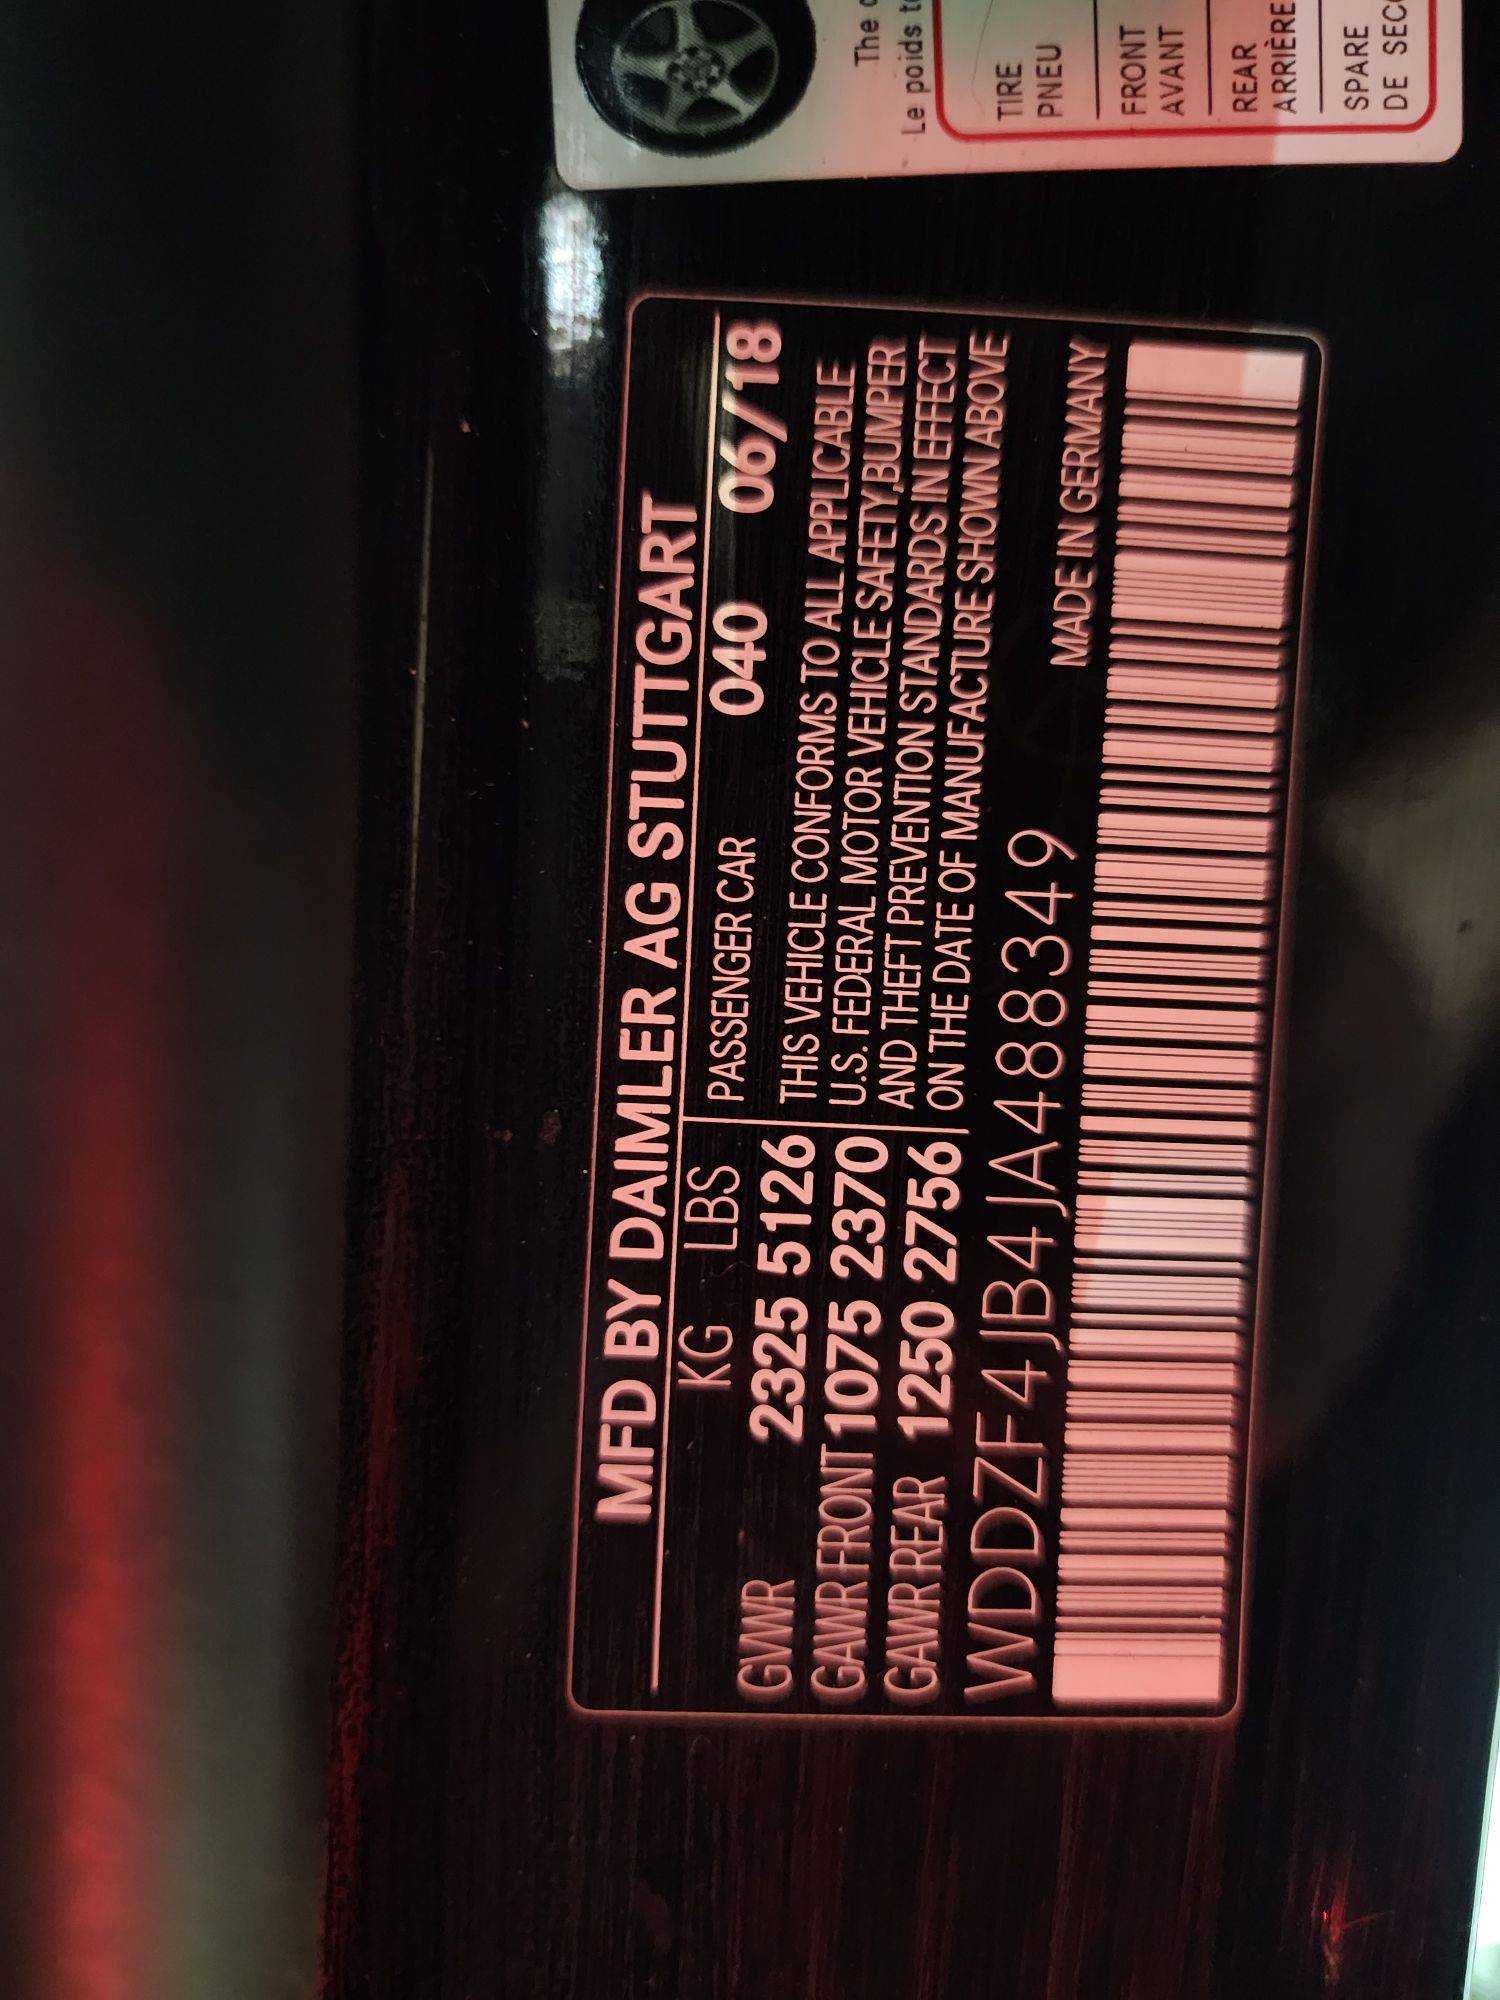 MFD BY DAIMLER AG STUTTGART
KG LBS
PASSENGER CAR 040 06/18
GVWR 2325 5126
GAWR FRONT 1075 2370
GAWR REAR 1250 2756
THIS VEHICLE CONFORMS TO ALL APPLICABLE
U.S. FEDERAL MOTOR VEHICLE SAFETY,BUMPER
AND THEFT PREVENTION STANDARDS IN EFFECT
ON THE DATE OF MANUFACTURE SHOWN ABOVE
WDDZF4JB4JA488349
MADE IN GERMANY
The
Le poids
TIRE
PNEU
FRONT
AVANT
REAR
ARRIÈRE
SPARE
DE